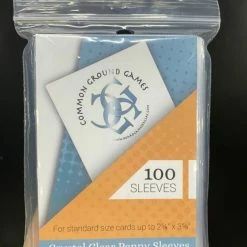 COMMON GROUND GAMES
CGG
100
SLEEVES
For standard size cards up to 2⅝" x 3⅝"
Crystal Clear Penny Sleeves